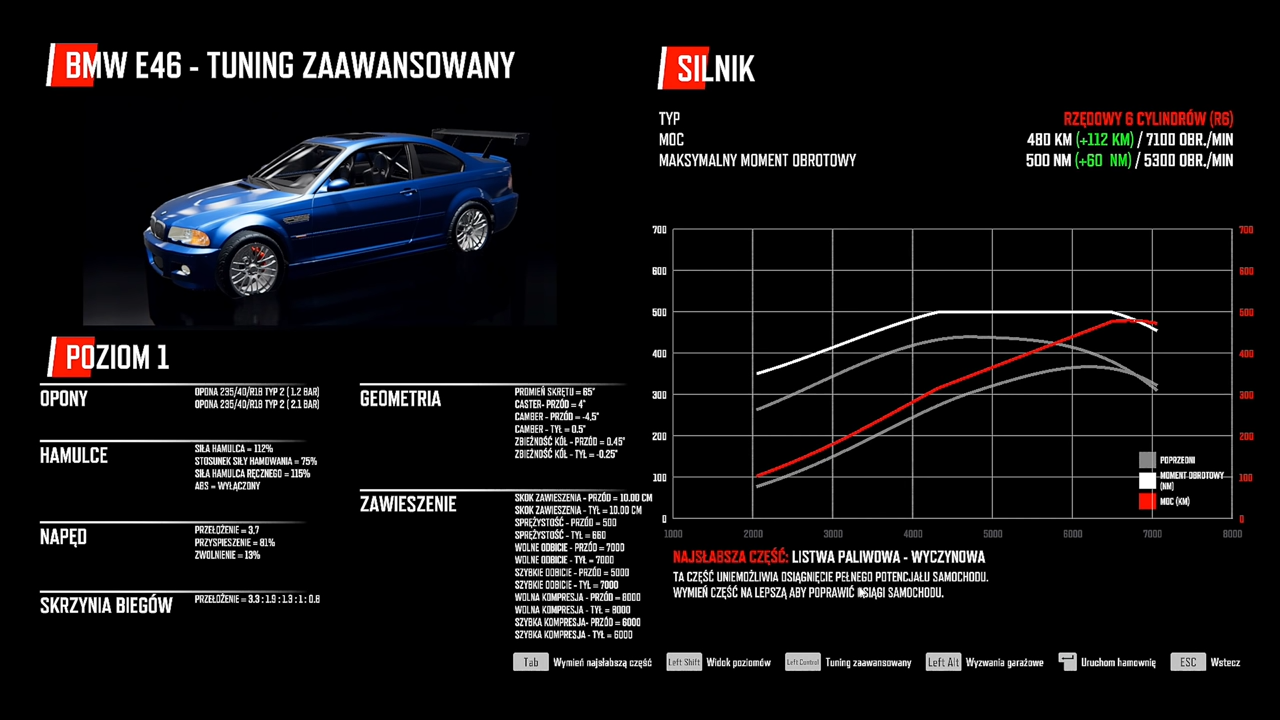 BMW E46 - TUNING ZAAWANSOWANY
POZIOM 1
OPONY
OPONA 235/40/R18 TYP 2 ( 1.2 BAR)
OPONA 235/40/R18 TYP 2 ( 2.1 BAR)
HAMULCE
SIŁA HAMULCA = 112%
STOSUNEK SIŁY HAMOWANIA = 75%
SIŁA HAMULCA RĘCZNEGO = 115%
ABS = WYŁĄCZONY
NAPĘD
PRZEŁOŻENIE = 3.7
PRZYSPIESZENIE = 81%
ZWOLNIENIE = 19%
SKRZYNIA BIEGÓW
PRZEŁOŻENIE = 3.3 : 1.9 : 1.3 : 1 : 0.8
GEOMETRIA
PROMIEŃ SKRĘTU = 65°
CASTER- PRZÓD = 4°
CAMBER - PRZÓD = -4.5°
CAMBER - TYŁ = 0.5°
ZBIEŻNOŚĆ KÓŁ - PRZÓD = 0.45°
ZBIEŻNOŚĆ KÓŁ - TYŁ = -0.25°
ZAWIESZENIE
SKOK ZAWIESZENIA - PRZÓD = 10.00 CM
SKOK ZAWIESZENIA - TYŁ = 10.00 CM
SPRĘŻYSTOŚĆ - PRZÓD = 500
SPRĘŻYSTOŚĆ - TYŁ = 660
WOLNE ODBICIE - PRZÓD = 7000
WOLNE ODBICIE - TYŁ = 7000
SZYBKIE ODBICIE - PRZÓD = 5000
SZYBKIE ODBICIE - TYŁ = 7000
WOLNA KOMPRESJA - PRZÓD = 8000
WOLNA KOMPRESJA - TYŁ = 8000
SZYBKA KOMPRESJA- PRZÓD = 6000
SZYBKA KOMPRESJA - TYŁ = 6000
SILNIK
TYP RZĘDOWY 6 CYLINDRÓW (R6)
MOC 480 KM (+112 KM) / 7100 OBR./MIN
MAKSYMALNY MOMENT OBROTOWY 500 NM (+60 NM) / 5300 OBR./MIN
700 700
600 600
500 500
400 400
300 300
200 200
100 100
0 0
1000 2000 3000 4000 5000 6000 7000 8000
POPRZEDNI
MOMENT OBROTOWY
(NM)
MOC (KM)
NAJSŁABSZA CZĘŚĆ: LISTWA PALIWOWA - WYCZYNOWA
TA CZĘŚĆ UNIEMOŻLIWIA OSIĄGNIĘCIE PEŁNEGO POTENCJAŁU SAMOCHODU.
WYMIEŃ CZĘŚĆ NA LEPSZĄ ABY POPRAWIĆ OSIĄGI SAMOCHODU.
Tab Wymień najsłabszą część Left Shift Widok poziomów Left Control Tuning zaawansowany Left Alt Wyzwania garażowe Uruchom hamownię ESC Wstecz